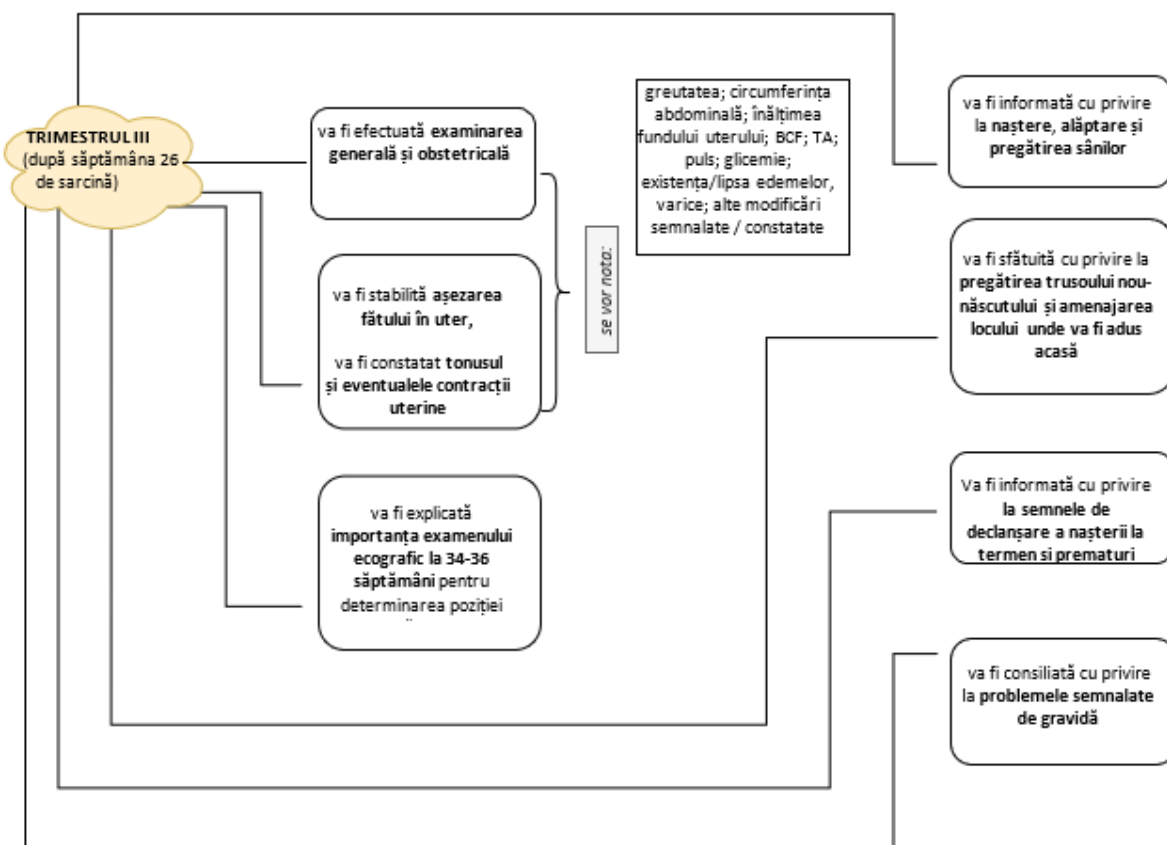 TRIMESTRUL III
(după săptămâna 26
de sarcină)
va fi efectuată examinarea
generală și obstetricală
va fi stabilită așezarea
fătului în uter,
va fi constatat tonusul
și eventualele contracții
uterine
va fi explicată
importanța examenului
ecografic la 34-36
săptămâni pentru
determinarea poziției
se vor nota:
greutatea; circumferința
abdominală; înălțimea
fundului uterului; BCF; TA;
puls; glicemie;
existența/lipsa edemelor,
varice; alte modificări
semnalate / constatate
va fi informată cu privire
la naștere, alăptare și
pregătirea sânilor
va fi sfătuită cu privire la
pregătirea trusoului nou-
născutului și amenajarea
locului unde va fi adus
acasă
Va fi informată cu privire
la semnele de
declanșare a nașterii la
termen si prematuri
va fi consiliată cu privire
la problemele semnalate
de gravidă